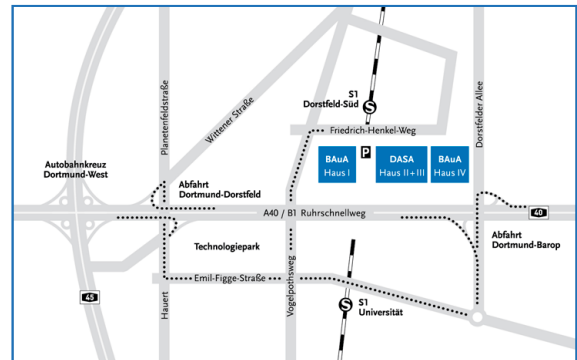 S1
Dorstfeld-Süd
S
Planetenfeldstraße
Wittener Straße
Dorstfelder Allee
Friedrich-Henkel-Weg
P
BAuA
Haus I
DASA
Haus II + III
BAuA
Haus IV
Autobahnkreuz
Dortmund-West
Abfahrt
Dortmund-Dorstfeld
A40 / B1 Ruhrschnellweg
40
Abfahrt
Dortmund-Barop
Technologiepark
Emil-Figge-Straße
Vogelpothsweg
Hauert
45
S
S1
Universität